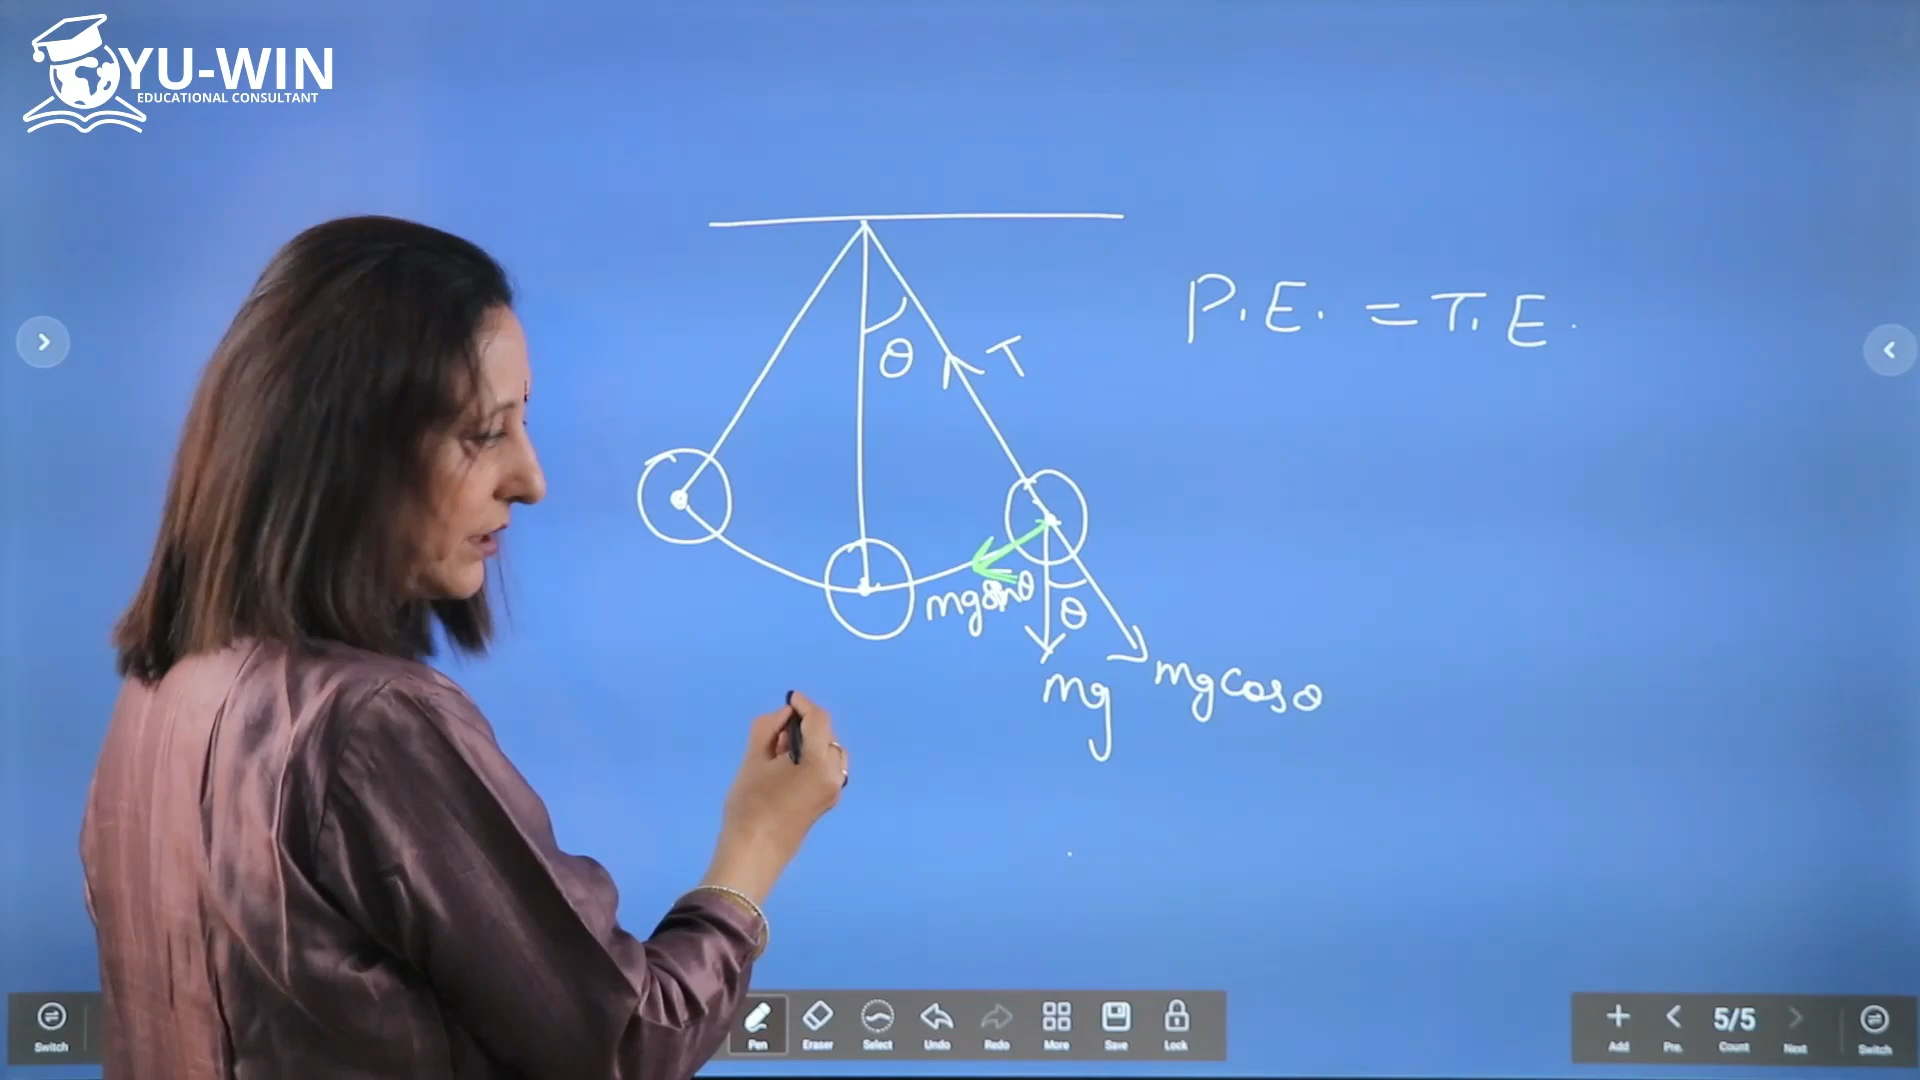 YU-WIN
EDUCATIONAL CONSULTANT
P.E. = T.E.
θ
T
mg sinθ
θ
mg
mg cosθ
Switch
Pen
Eraser
Select
Undo
Redo
More
Save
Lock
Add
Pre.
5/5
Count
Next
Switch